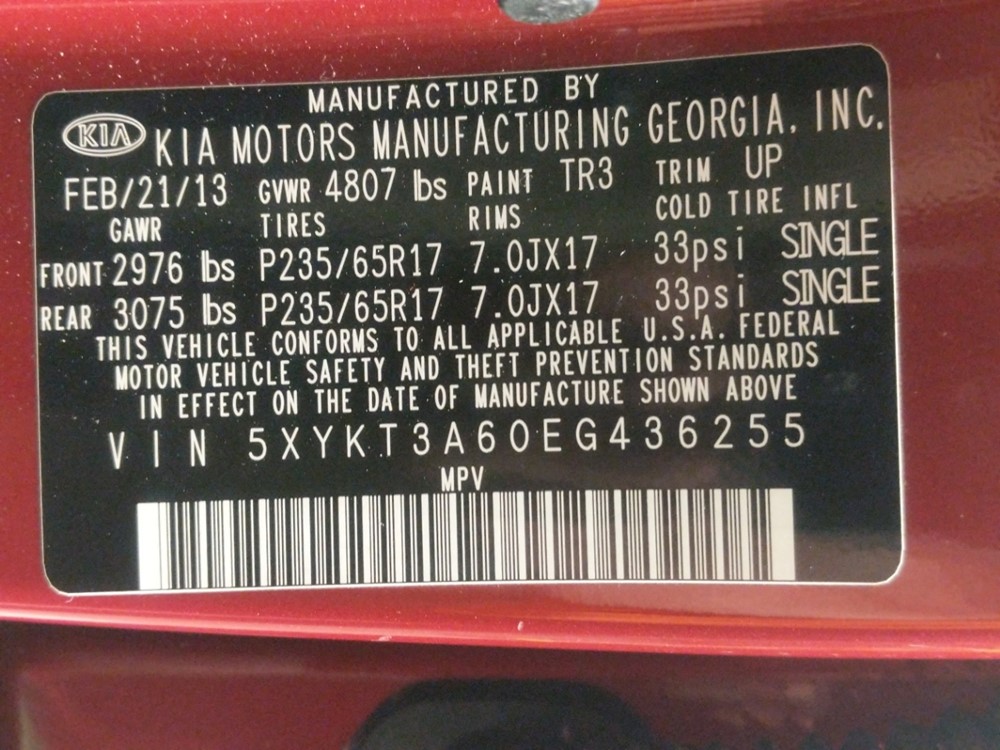 MANUFACTURED BY
KIA KIA MOTORS MANUFACTURING GEORGIA, INC.
FEB/21/13 GVWR 4807 lbs PAINT TR3 TRIM UP
GAWR TIRES RIMS COLD TIRE INFL
FRONT 2976 lbs P235/65R17 7.0JX17 33psi SINGLE
REAR 3075 lbs P235/65R17 7.0JX17 33psi SINGLE
THIS VEHICLE CONFORMS TO ALL APPLICABLE U.S.A. FEDERAL
MOTOR VEHICLE SAFETY AND THEFT PREVENTION STANDARDS
IN EFFECT ON THE DATE OF MANUFACTURE SHOWN ABOVE
VIN 5XYKT3A60EG436255
MPV